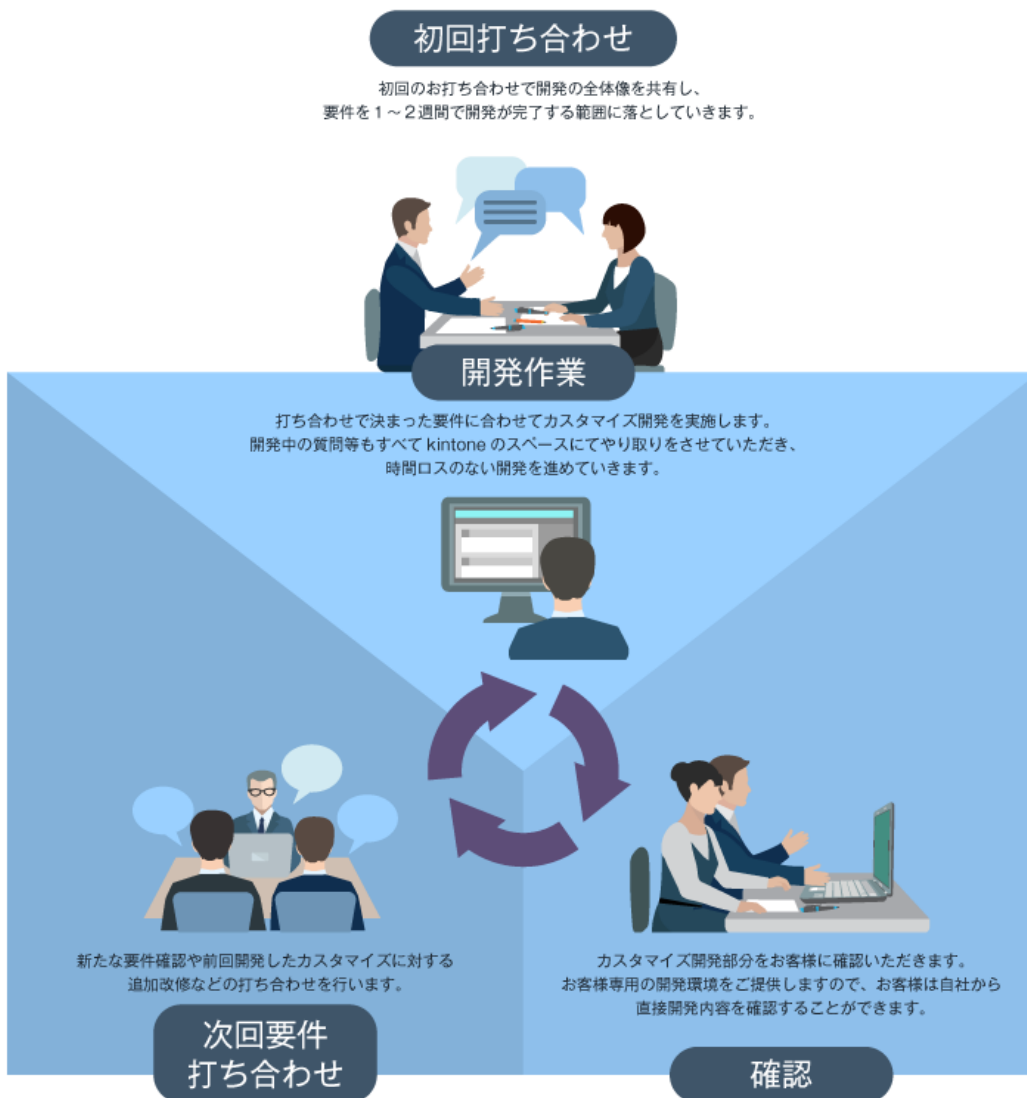 初回打ち合わせ
初回のお打ち合わせで開発の全体像を共有し、
要件を1～2週間で開発が完了する範囲に落としていきます。
開発作業
打ち合わせで決まった要件に合わせてカスタマイズ開発を実施します。
開発中の質問等もすべて kintone のスペースにてやり取りをさせていただき、
時間ロスのない開発を進めていきます。
新たな要件確認や前回開発したカスタマイズに対する
追加改修などの打ち合わせを行います。
次回要件
打ち合わせ
カスタマイズ開発部分をお客様に確認いただきます。
お客様専用の開発環境をご提供しますので、お客様は自社から
直接開発内容を確認することができます。
確認